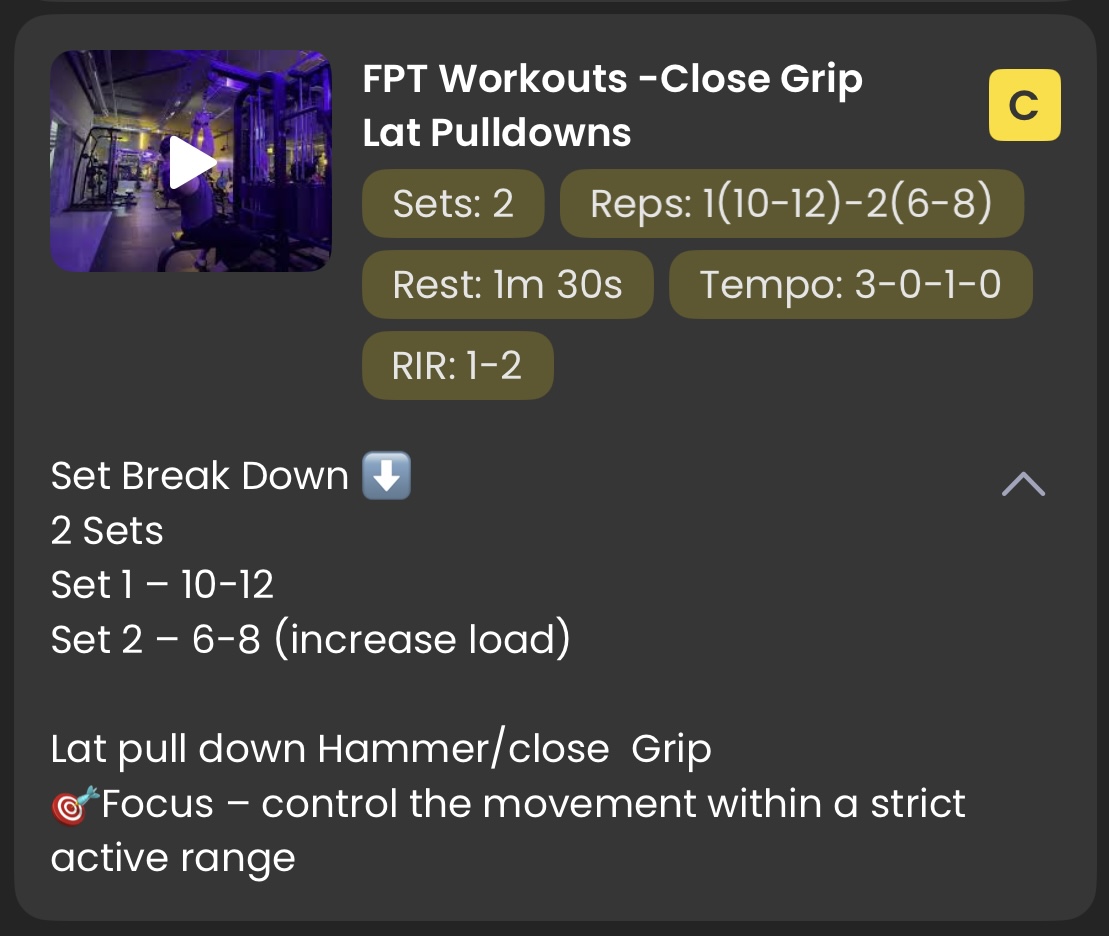 FPT Workouts -Close Grip
Lat Pulldowns
C
Sets: 2
Reps: 1(10-12)-2(6-8)
Rest: 1m 30s
Tempo: 3-0-1-0
RIR: 1-2
Set Break Down ⬇️
2 Sets
Set 1 – 10-12
Set 2 – 6-8 (increase load)
Lat pull down Hammer/close  Grip
🎯Focus – control the movement within a strict
active range